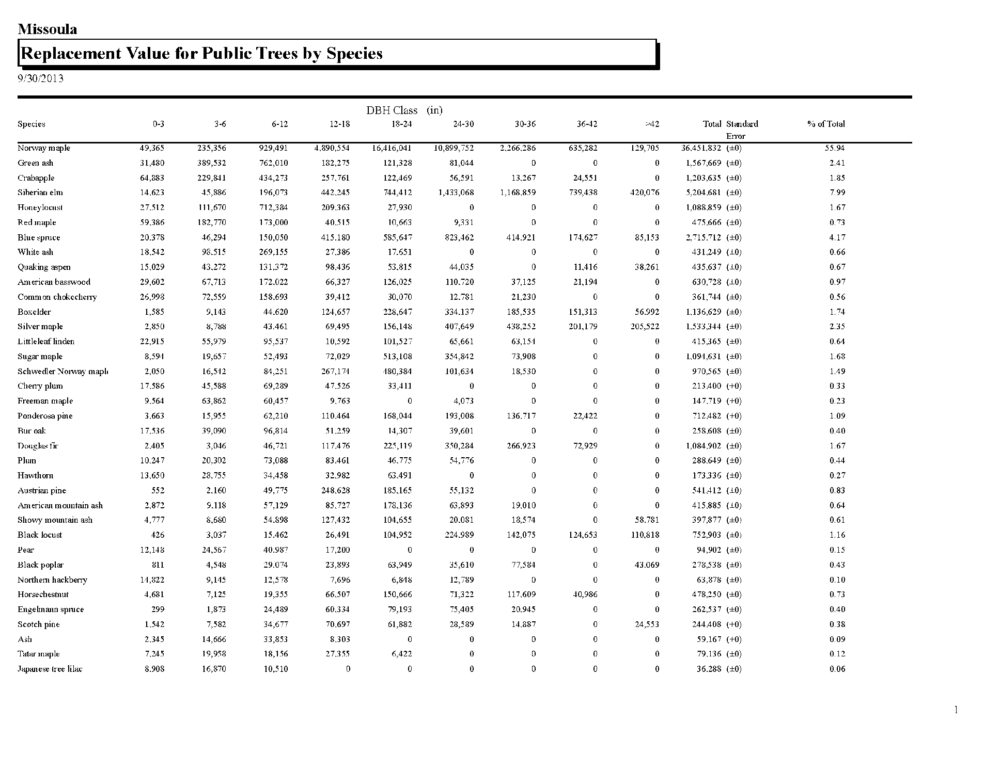 Missoula
Replacement Value for Public Trees by Species
9/30/2013
DBH Class (in)
Species 0-3 3-6 6-12 12-18 18-24 24-30 30-36 36-42 >42 Total Standard % of Total
Error
Norway maple 49,365 235,356 929,491 4,890,554 16,416,041 10,899,752 2,266,286 635,282 129,705 36,451,832 (±0) 55.94
Green ash 31,480 389,532 762,010 182,275 121,328 81,044 0 0 0 1,567,669 (±0) 2.41
Crabapple 64,883 229,841 434,273 257,761 122,469 56,591 13,267 24,551 0 1,203,635 (±0) 1.85
Siberian elm 14,623 45,886 196,073 442,245 744,412 1,433,068 1,168,859 739,438 420,076 5,204,681 (±0) 7.99
Honeylocust 27,512 111,670 712,384 209,363 27,930 0 0 0 0 1,088,859 (±0) 1.67
Red maple 59,386 182,770 173,000 40,515 10,663 9,331 0 0 0 475,666 (±0) 0.73
Blue spruce 20,378 46,294 150,050 415,180 585,647 823,462 414,921 174,627 85,153 2,715,712 (±0) 4.17
White ash 18,542 98,515 269,155 27,386 17,651 0 0 0 0 431,249 (±0) 0.66
Quaking aspen 15,029 43,272 131,372 98,436 53,815 44,035 0 11,416 38,261 435,637 (±0) 0.67
American basswood 29,602 67,713 172,022 66,327 126,025 110,720 37,125 21,194 0 630,728 (±0) 0.97
Common chokecherry 26,998 72,559 158,693 39,412 30,070 12,781 21,230 0 0 361,744 (±0) 0.56
Boxelder 1,585 9,143 44,620 124,657 228,647 334,137 185,535 151,313 56,992 1,136,629 (±0) 1.74
Silver maple 2,850 8,788 43,461 69,495 156,148 407,649 438,252 201,179 205,522 1,533,344 (±0) 2.35
Littleleaf linden 22,915 55,979 95,537 10,592 101,527 65,661 63,154 0 0 415,365 (±0) 0.64
Sugar maple 8,594 19,657 52,493 72,029 513,108 354,842 73,908 0 0 1,094,631 (±0) 1.68
Schwedler Norway maple 2,050 16,542 84,251 267,174 480,384 101,634 18,530 0 0 970,565 (±0) 1.49
Cherry plum 17,586 45,588 69,289 47,526 33,411 0 0 0 0 213,400 (±0) 0.33
Freeman maple 9,564 63,862 60,457 9,763 0 4,073 0 0 0 147,719 (±0) 0.23
Ponderosa pine 3,663 15,955 62,210 110,464 168,044 193,008 136,717 22,422 0 712,482 (±0) 1.09
Bur oak 17,536 39,090 96,814 51,259 14,307 39,601 0 0 0 258,608 (±0) 0.40
Douglas fir 2,405 3,046 46,721 117,476 225,119 350,284 266,923 72,929 0 1,084,902 (±0) 1.67
Plum 10,247 20,302 73,088 83,461 46,775 54,776 0 0 0 288,649 (±0) 0.44
Hawthorn 13,650 28,755 34,458 32,982 63,491 0 0 0 0 173,336 (±0) 0.27
Austrian pine 552 2,160 49,775 248,628 185,165 55,132 0 0 0 541,412 (±0) 0.83
American mountain ash 2,872 9,118 57,129 85,727 178,136 63,893 19,010 0 0 415,885 (±0) 0.64
Showy mountain ash 4,777 8,680 54,898 127,432 104,655 20,081 18,574 0 58,781 397,877 (±0) 0.61
Black locust 426 3,037 15,462 26,491 104,952 224,989 142,075 124,653 110,818 752,903 (±0) 1.16
Pear 12,148 24,567 40,987 17,200 0 0 0 0 0 94,902 (±0) 0.15
Black poplar 811 4,548 29,074 23,893 63,949 35,610 77,584 0 43,069 278,538 (±0) 0.43
Northern hackberry 14,822 9,145 12,578 7,696 6,848 12,789 0 0 0 63,878 (±0) 0.10
Horsechestnut 4,681 7,125 19,355 66,507 150,666 71,322 117,609 40,986 0 478,250 (±0) 0.73
Engelmann spruce 299 1,873 24,489 60,334 79,193 75,405 20,945 0 0 262,537 (±0) 0.40
Scotch pine 1,542 7,582 34,677 70,697 61,882 28,589 14,887 0 24,553 244,408 (±0) 0.38
Ash 2,345 14,666 33,853 8,303 0 0 0 0 0 59,167 (±0) 0.09
Tatar maple 7,245 19,958 18,156 27,355 6,422 0 0 0 0 79,136 (±0) 0.12
Japanese tree lilac 8,908 16,870 10,510 0 0 0 0 0 0 36,288 (±0) 0.06
1